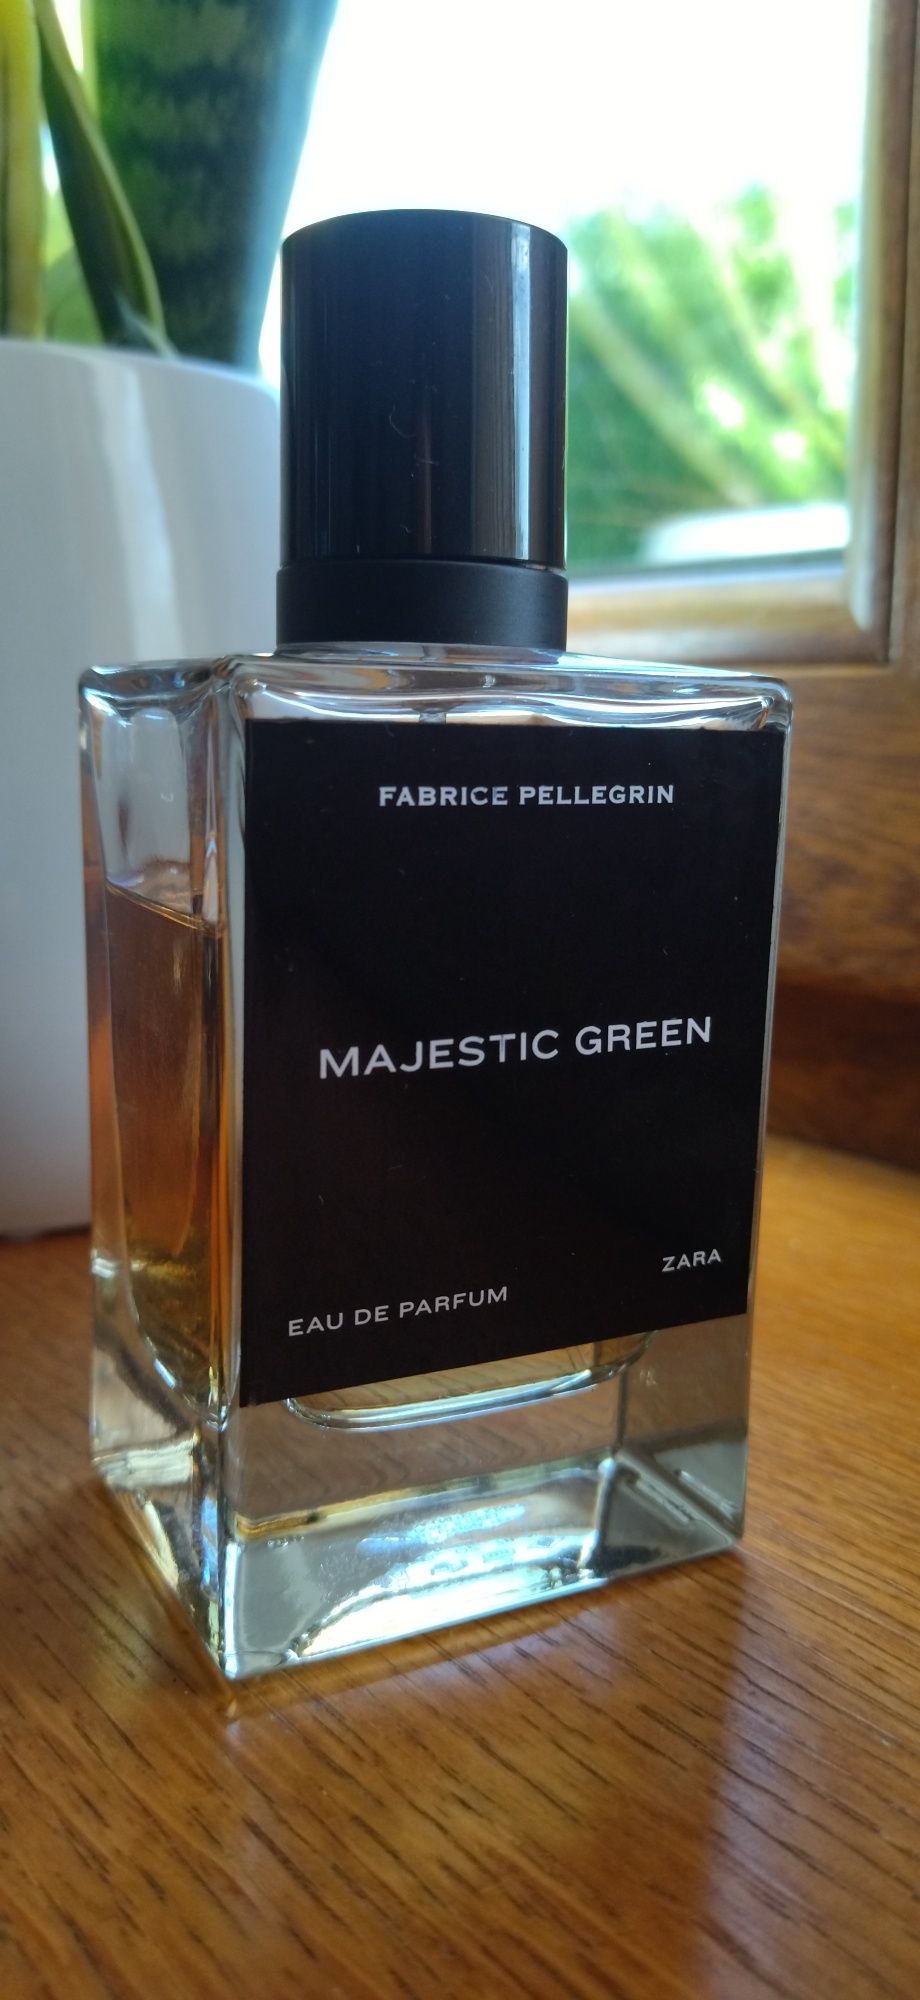 FABRICE PELLEGRIN
MAJESTIC GREEN
ZARA
EAU DE PARFUM